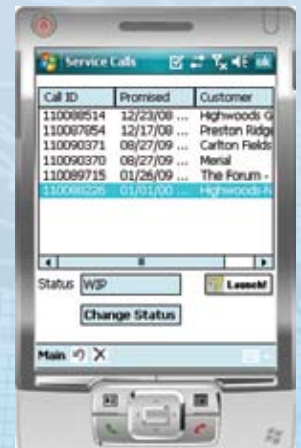 Service Calls ok
Call ID Promised Customer
110088514 12/23/08 ... Highwoods G
110087854 12/17/08 ... Preston Ridge
110090371 08/27/09 ... Carlton Fields
110090370 08/27/09 ... Merial
110089715 01/26/09 ... The Forum -
110088226 01/01/00 ... Highwoods-N
Status WIP Launch!
Change Status
Main